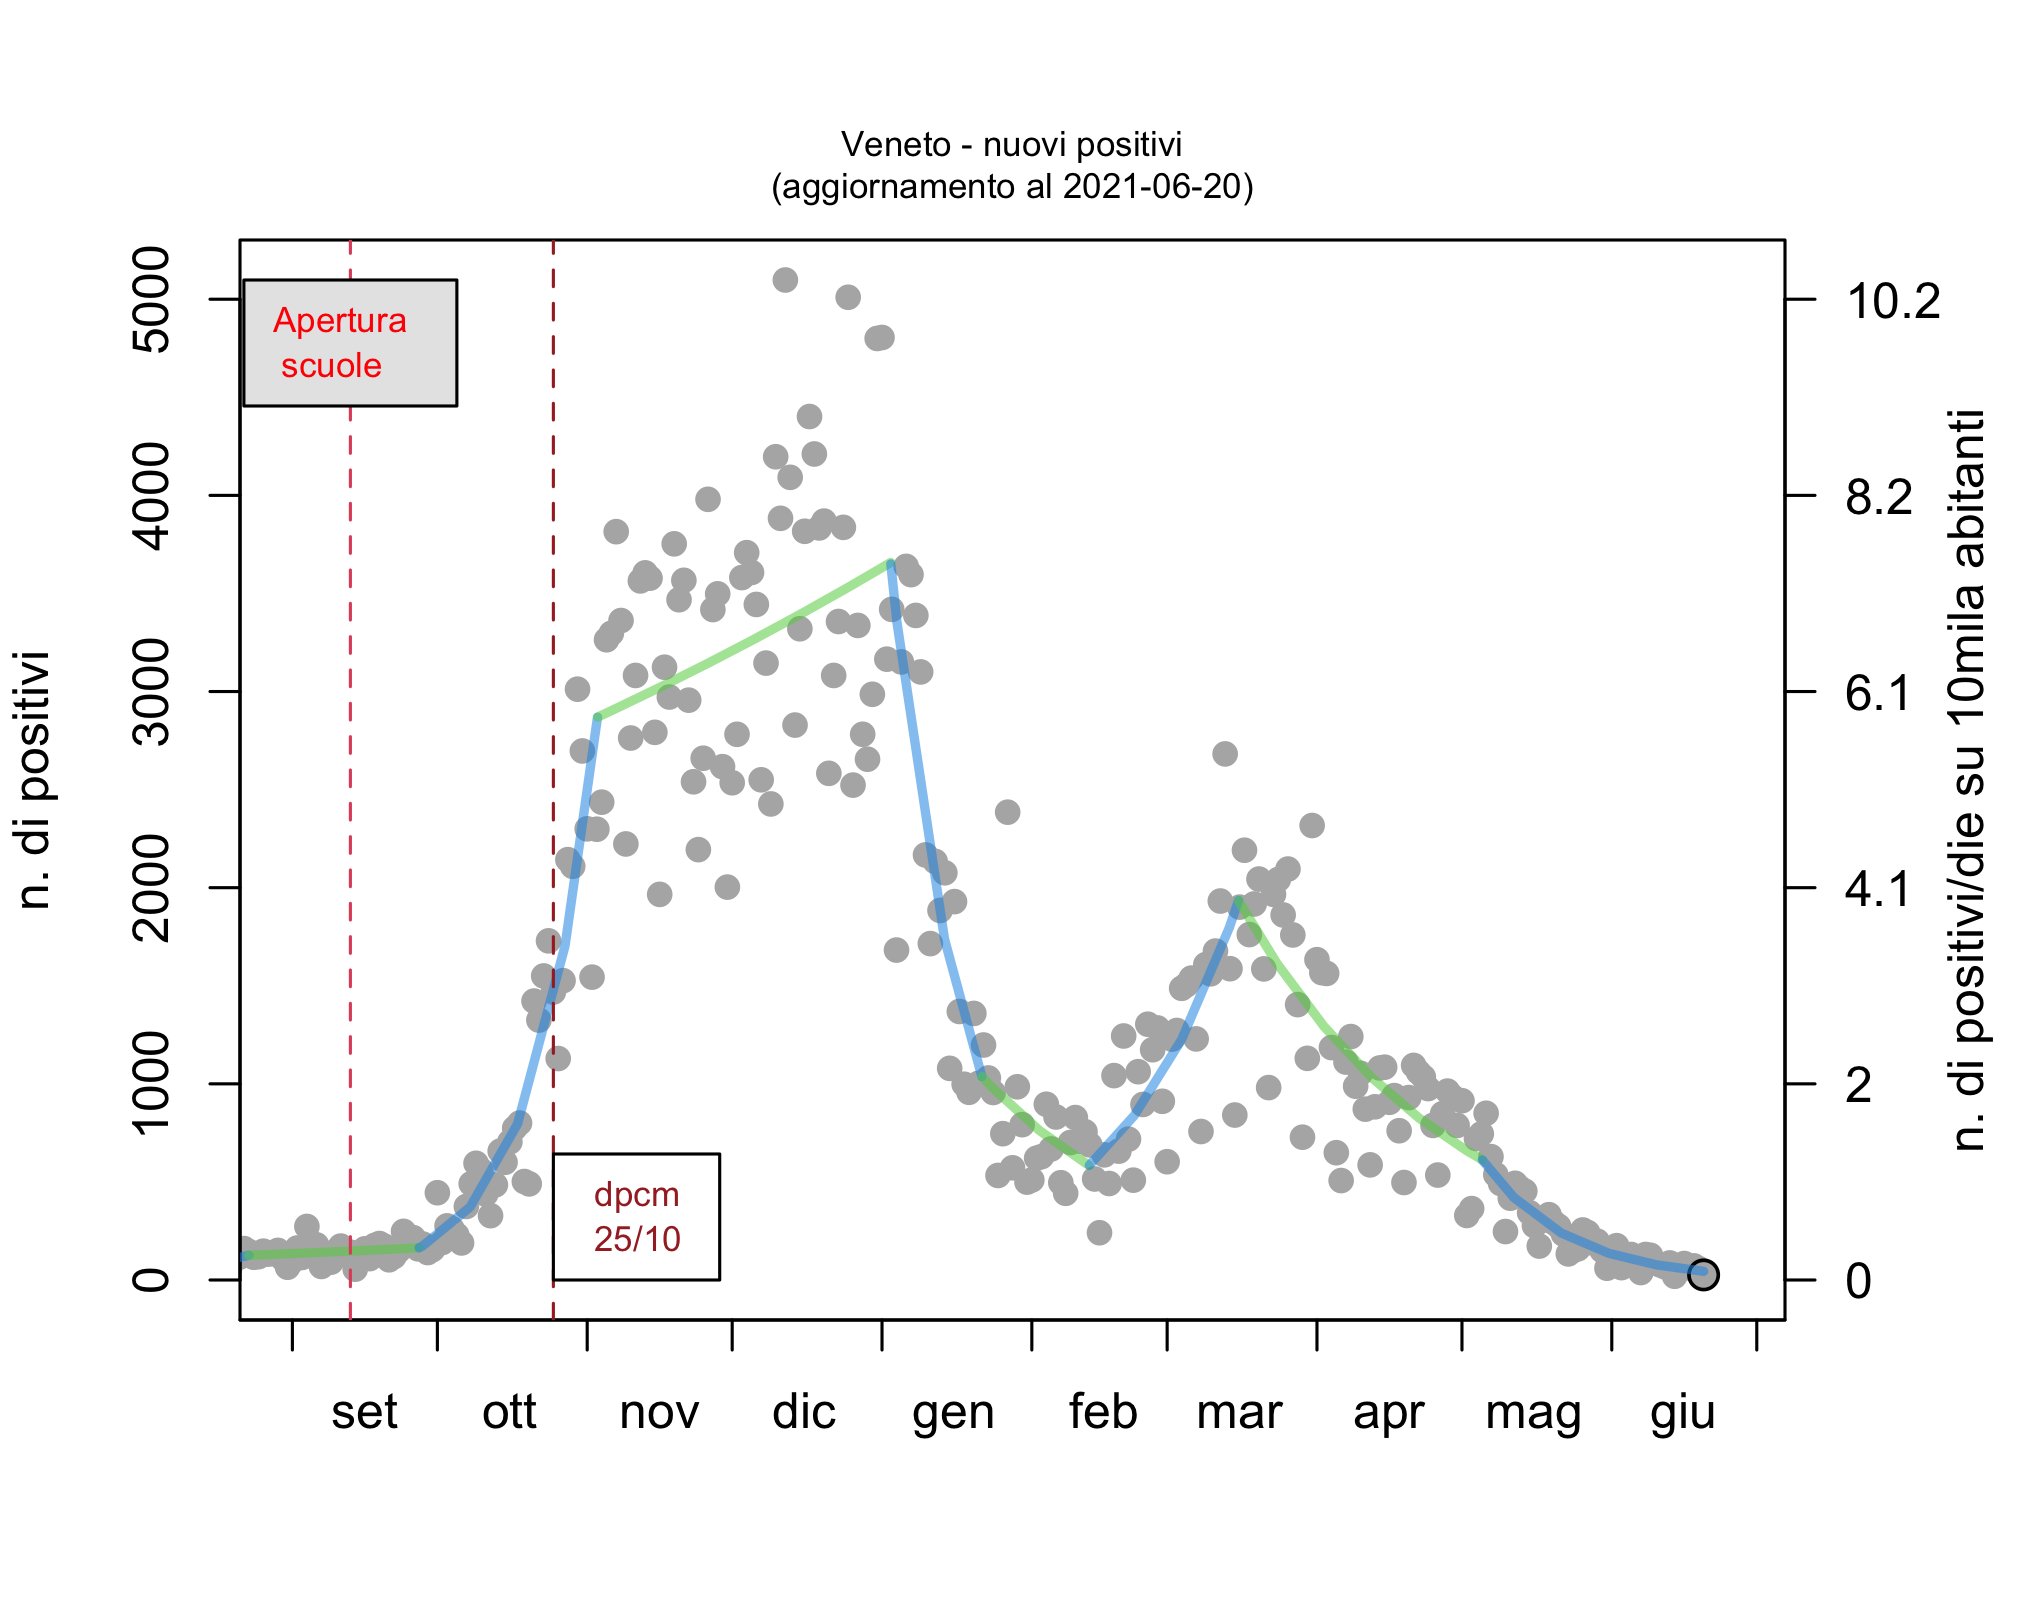 Veneto - nuovi positivi
(aggiornamento al 2021-06-20)
n. di positivi
5000
4000
3000
2000
1000
0
Apertura
scuole
dpcm
25/10
10.2
8.2
6.1
4.1
2
0
n. di positivi/die su 10mila abitanti
set ott nov dic gen feb mar apr mag giu